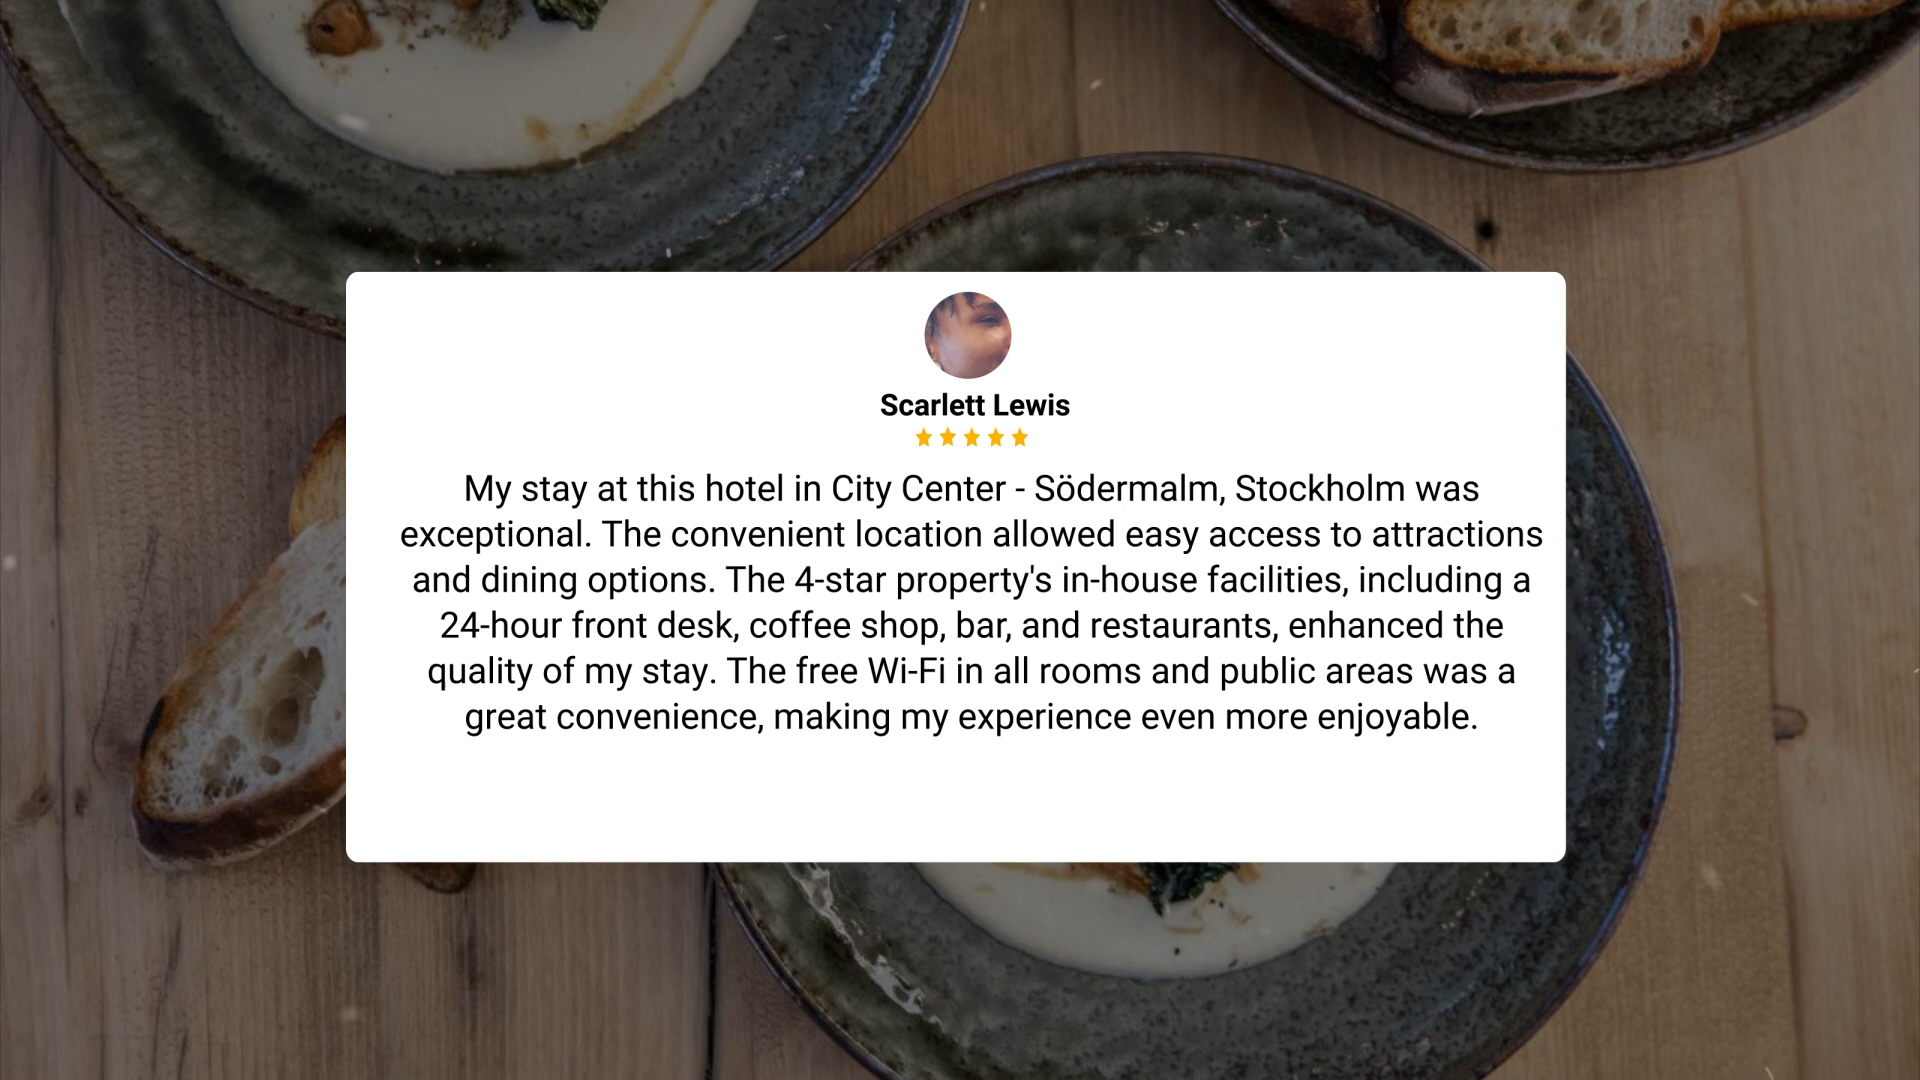 Scarlett Lewis
My stay at this hotel in City Center - Södermalm, Stockholm was
exceptional. The convenient location allowed easy access to attractions
and dining options. The 4-star property's in-house facilities, including a
24-hour front desk, coffee shop, bar, and restaurants, enhanced the
quality of my stay. The free Wi-Fi in all rooms and public areas was a
great convenience, making my experience even more enjoyable.